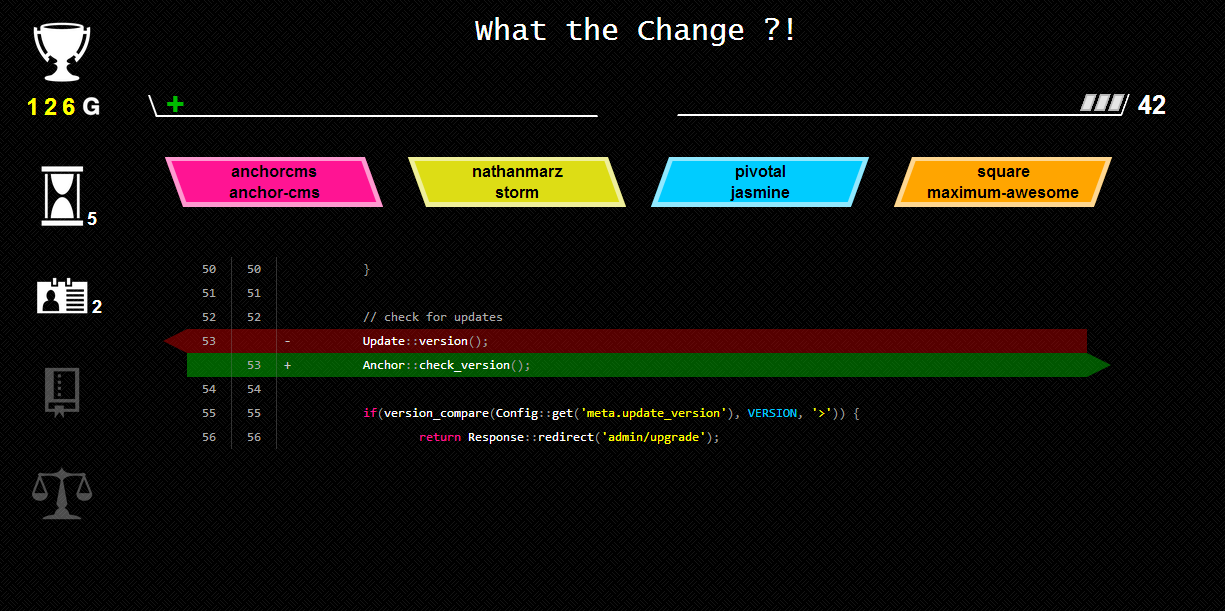 What the Change ?!
126 G
+
42
anchorcms
anchor-cms
nathanmarz
storm
pivotal
jasmine
square
maximum-awesome
5
2
50 50 }
51 51
52 52 // check for updates
53 - Update::version();
53 + Anchor::check_version();
54 54
55 55 if(version_compare(Config::get('meta.update_version'), VERSION, '>')) {
56 56 return Response::redirect('admin/upgrade');